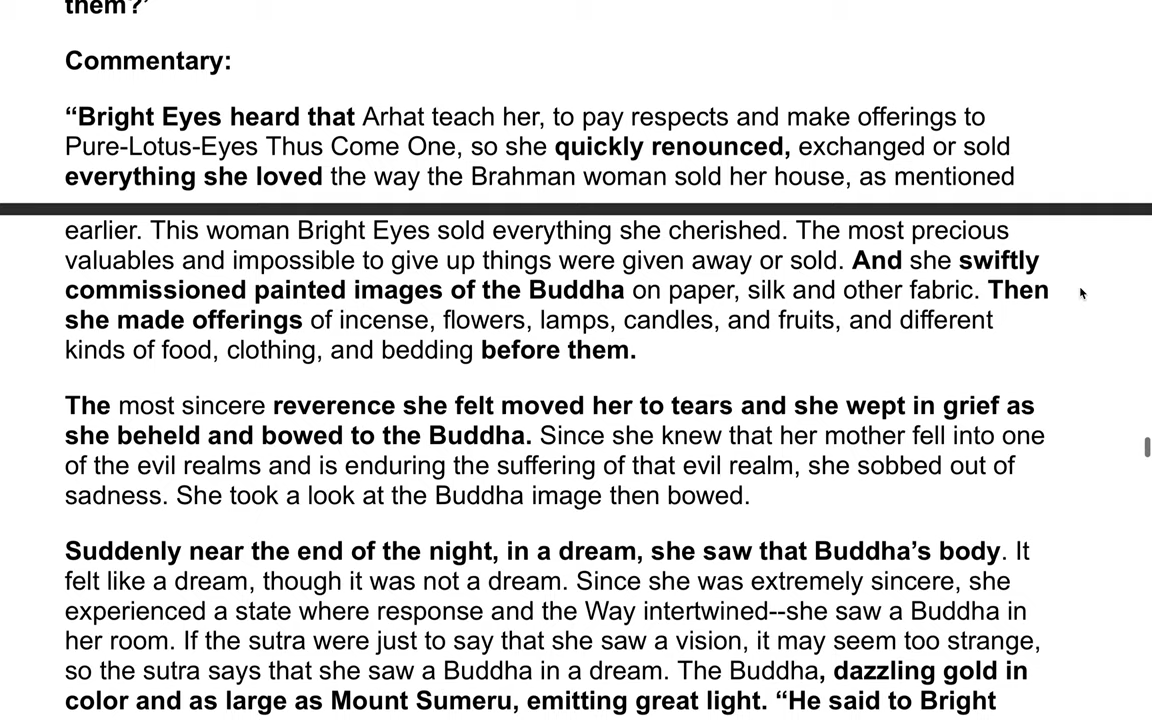 them?’
Commentary:
“Bright Eyes heard that Arhat teach her, to pay respects and make offerings to
Pure-Lotus-Eyes Thus Come One, so she quickly renounced, exchanged or sold
everything she loved the way the Brahman woman sold her house, as mentioned
earlier. This woman Bright Eyes sold everything she cherished. The most precious
valuables and impossible to give up things were given away or sold. And she swiftly
commissioned painted images of the Buddha on paper, silk and other fabric. Then
she made offerings of incense, flowers, lamps, candles, and fruits, and different
kinds of food, clothing, and bedding before them.
The most sincere reverence she felt moved her to tears and she wept in grief as
she beheld and bowed to the Buddha. Since she knew that her mother fell into one
of the evil realms and is enduring the suffering of that evil realm, she sobbed out of
sadness. She took a look at the Buddha image then bowed.
Suddenly near the end of the night, in a dream, she saw that Buddha’s body. It
felt like a dream, though it was not a dream. Since she was extremely sincere, she
experienced a state where response and the Way intertwined--she saw a Buddha in
her room. If the sutra were just to say that she saw a vision, it may seem too strange,
so the sutra says that she saw a Buddha in a dream. The Buddha, dazzling gold in
color and as large as Mount Sumeru, emitting great light. “He said to Bright